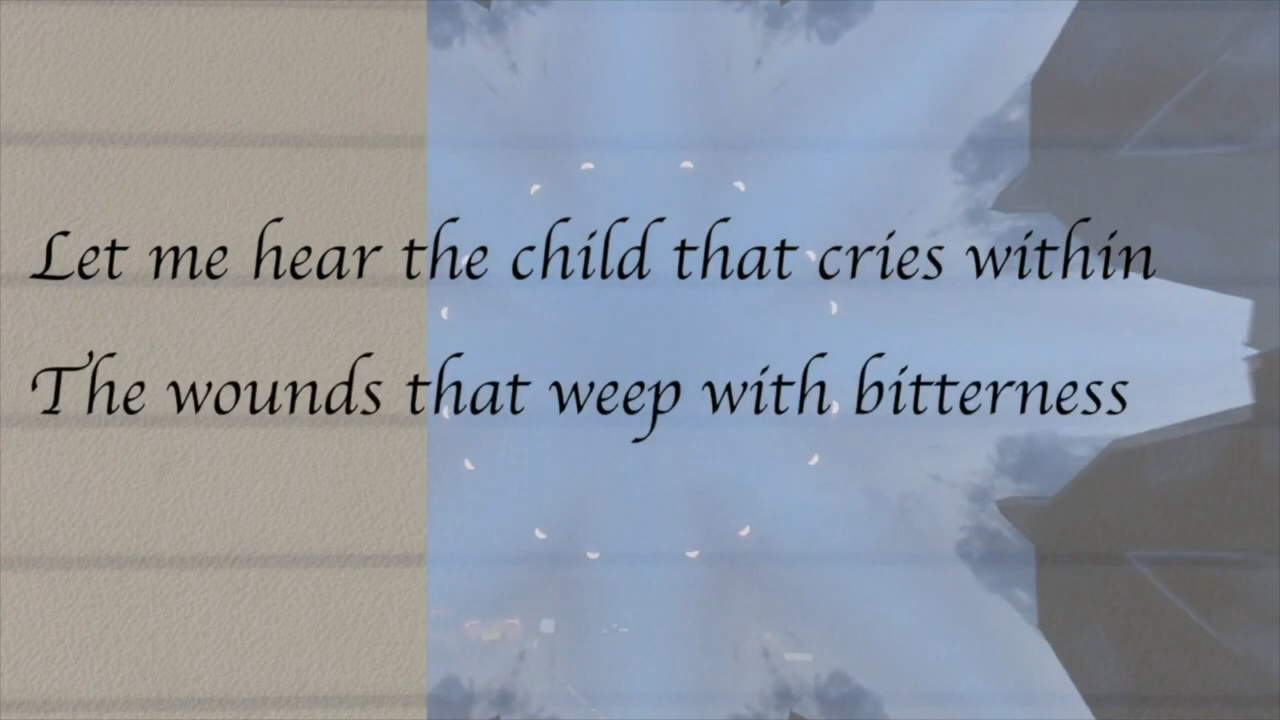 Let me hear the child that cries within
The wounds that weep with bitterness